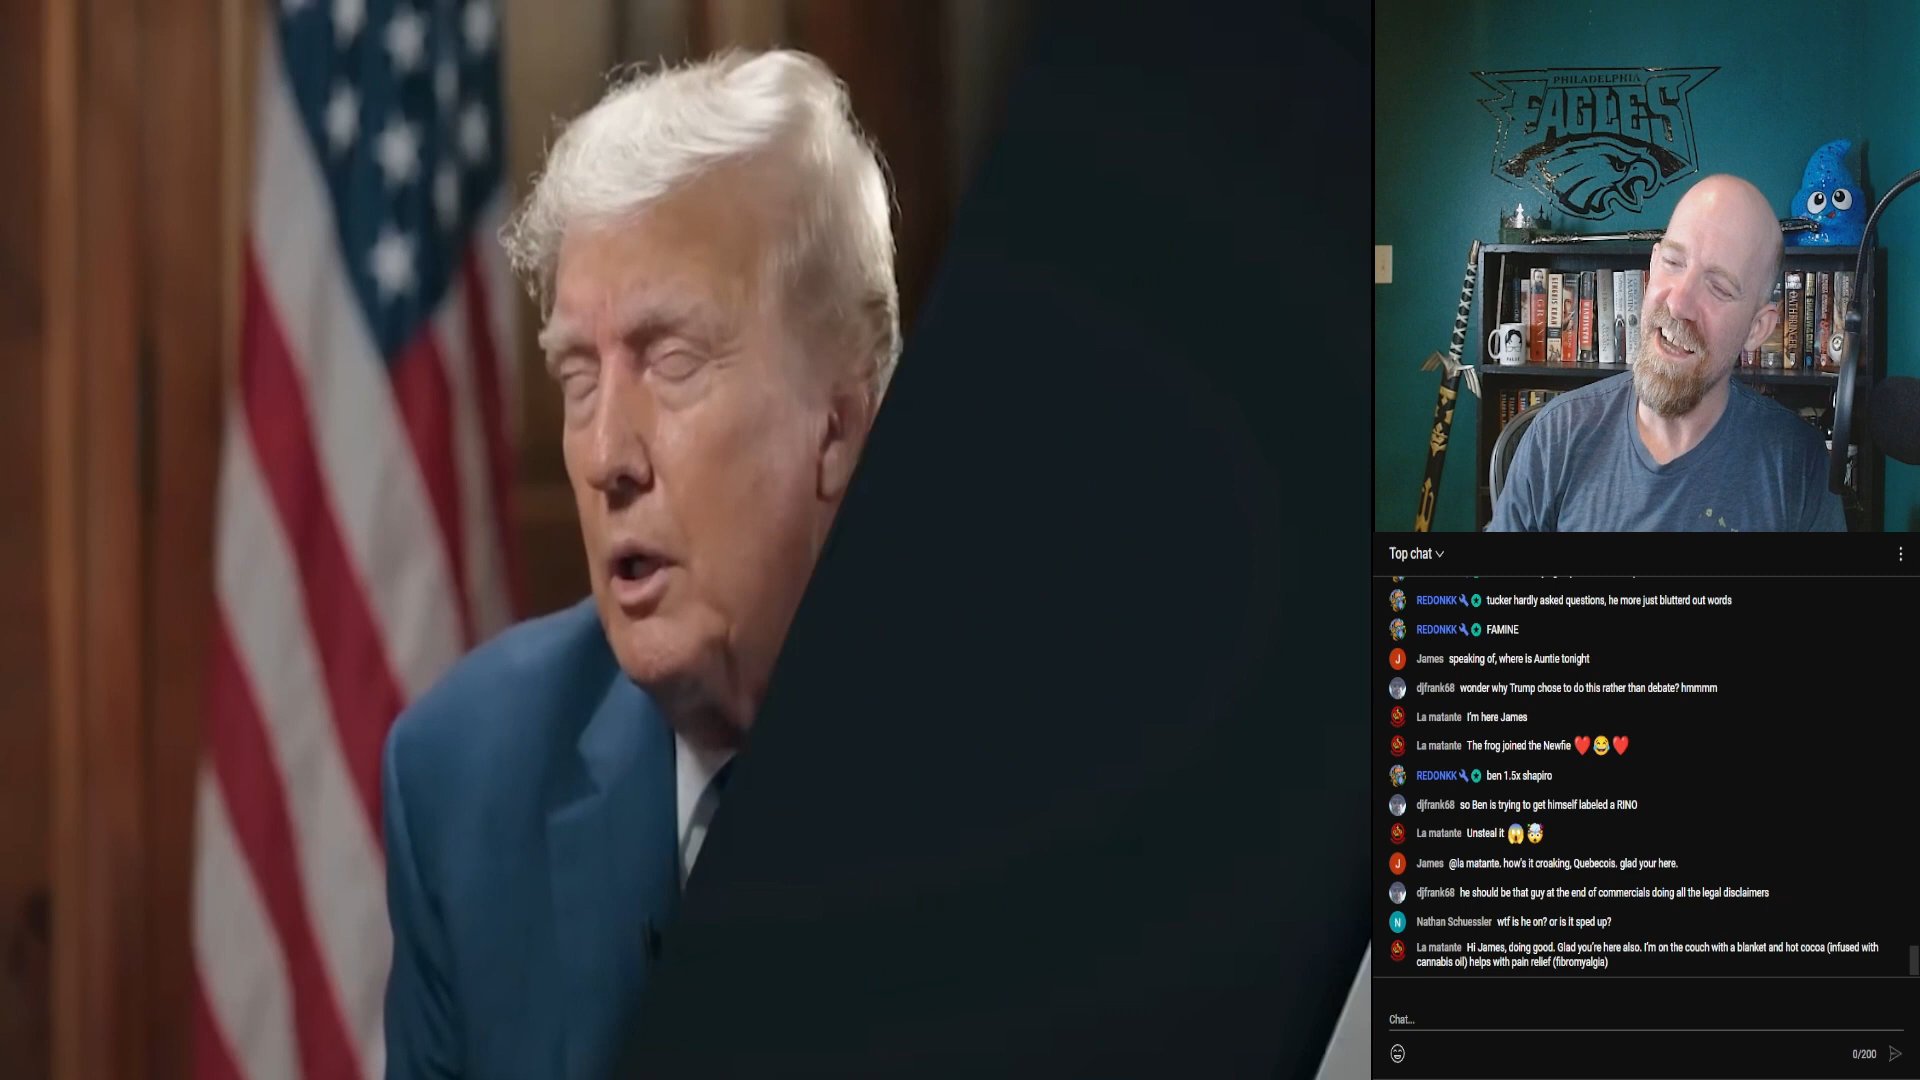 PHILADELPHIA
EAGLES
Top chat
REDONKK tucker hardly asked questions, he more just blutterd out words
REDONKK FAMINE
J James speaking of, where is Auntie tonight
djfrank68 wonder why Trump chose to do this rather than debate? hmmmm
La matante I'm here James
La matante The frog joined the Newfie ❤️😂❤️
REDONKK ben 1.5x shapiro
djfrank68 so Ben is trying to get himself labeled a RINO
La matante Unsteal it 😱🤯
J James @la matante. how's it croaking, Quebecois. glad your here.
djfrank68 he should be that guy at the end of commercials doing all the legal disclaimers
N Nathan Schuessler wtf is he on? or is it sped up?
La matante Hi James, doing good. Glad you're here also. I'm on the couch with a blanket and hot cocoa (infused with
cannabis oil) helps with pain relief (fibromyalgia)
Chat...
0/200